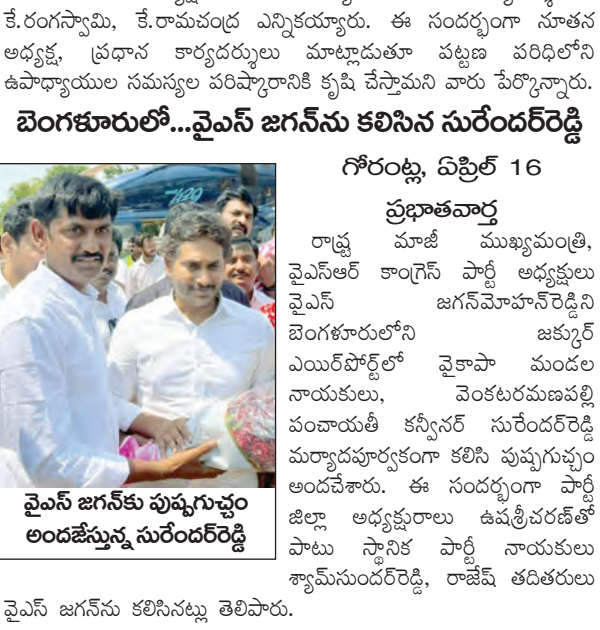 కే.రంగస్వామి, కే.రామచంద్ర ఎన్నికయ్యారు. ఈ సందర్భంగా నూతన
అధ్యక్ష, ప్రధాన కార్యదర్శులు మాట్లాడుతూ పట్టణ పరిధిలోని
ఉపాధ్యాయుల సమస్యల పరిష్కారానికి కృషి చేస్తామని వారు పేర్కొన్నారు.
బెంగళూరులో...వైఎస్ జగన్‌ను కలిసిన సురేందర్‌రెడ్డి
గోరంట్ల, ఏప్రిల్ 16
ప్రభాతవార్త
రాష్ట్ర మాజీ ముఖ్యమంత్రి,
వైఎస్ఆర్ కాంగ్రెస్ పార్టీ అధ్యక్షులు
వైఎస్ జగన్‌మోహన్‌రెడ్డిని
బెంగళూరులోని జక్కుర్
ఎయిర్‌పోర్ట్‌లో వైకాపా మండల
నాయకులు, వెంకటరమణపల్లి
పంచాయతీ కన్వీనర్ సురేందర్‌రెడ్డి
మర్యాదపూర్వకంగా కలిసి పుష్పగుచ్ఛం
అందచేశారు. ఈ సందర్భంగా పార్టీ
జిల్లా అధ్యక్షురాలు ఉషశ్రీచరణ్‌తో
పాటు స్థానిక పార్టీ నాయకులు
శ్యామ్‌సుందర్‌రెడ్డి, రాజేష్ తదితరులు
వైఎస్ జగన్‌ను కలిసినట్లు తెలిపారు.
వైఎస్ జగన్‌కు పుష్పగుచ్ఛం
అందజేస్తున్న సురేందర్‌రెడ్డి